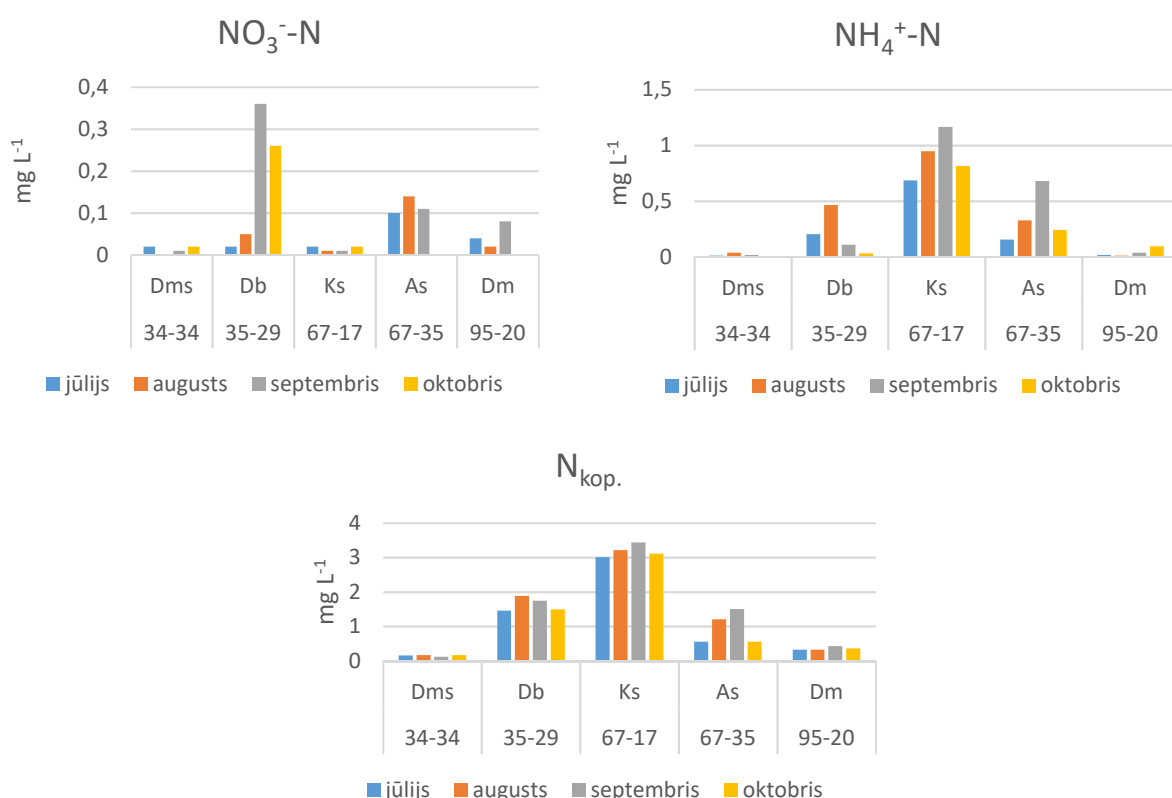 NO₃⁻-N
mg L⁻¹
0,4
0,3
0,2
0,1
0
Dms Db Ks As Dm
34-34 35-29 67-17 67-35 95-20
jūlijs augusts septembris oktobris
NH₄⁺-N
mg L⁻¹
1,5
1
0,5
0
Dms Db Ks As Dm
34-34 35-29 67-17 67-35 95-20
jūlijs augusts septembris oktobris
N kop.
mg L⁻¹
4
3
2
1
0
Dms Db Ks As Dm
34-34 35-29 67-17 67-35 95-20
jūlijs augusts septembris oktobris